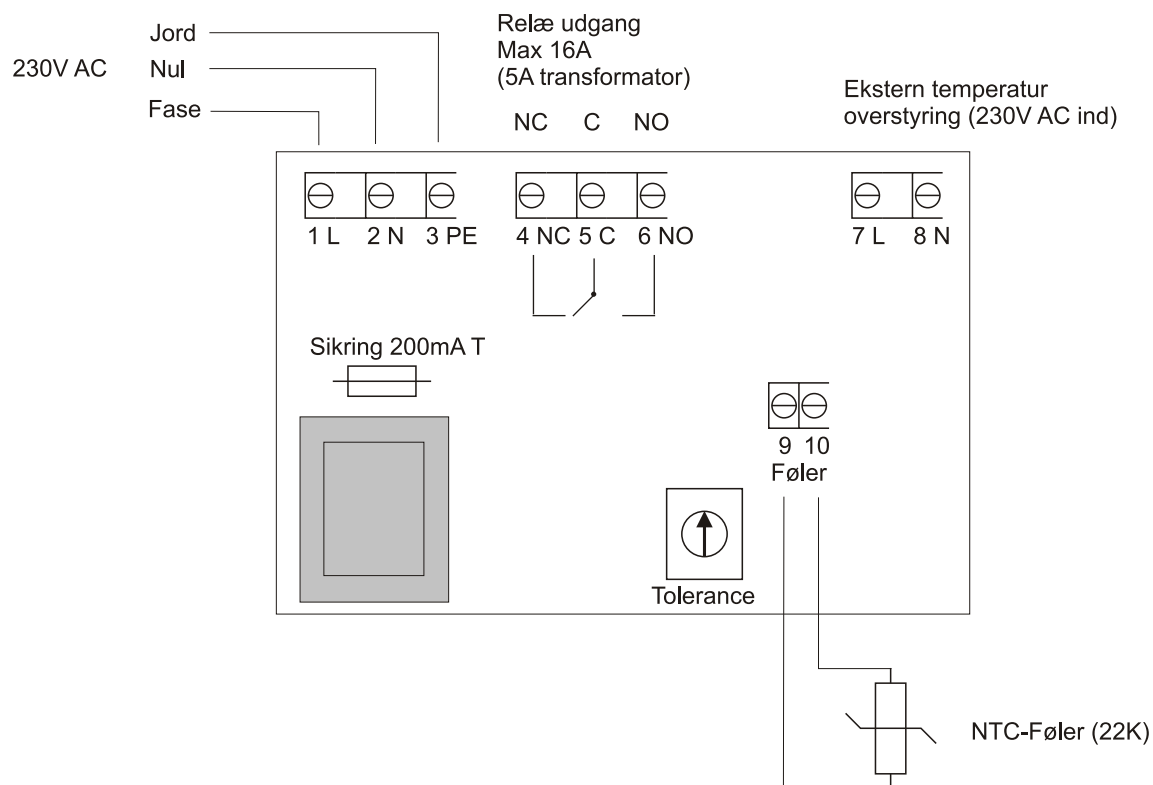 Jord
230V AC
Nul
Fase
Relæ udgang
Max 16A
(5A transformator)
NC C NO
Ekstern temperatur
overstyring (230V AC ind)
1 L 2 N 3 PE
4 NC 5 C 6 NO
7 L 8 N
Sikring 200mA T
9 10
Føler
Tolerance
NTC-Føler (22K)